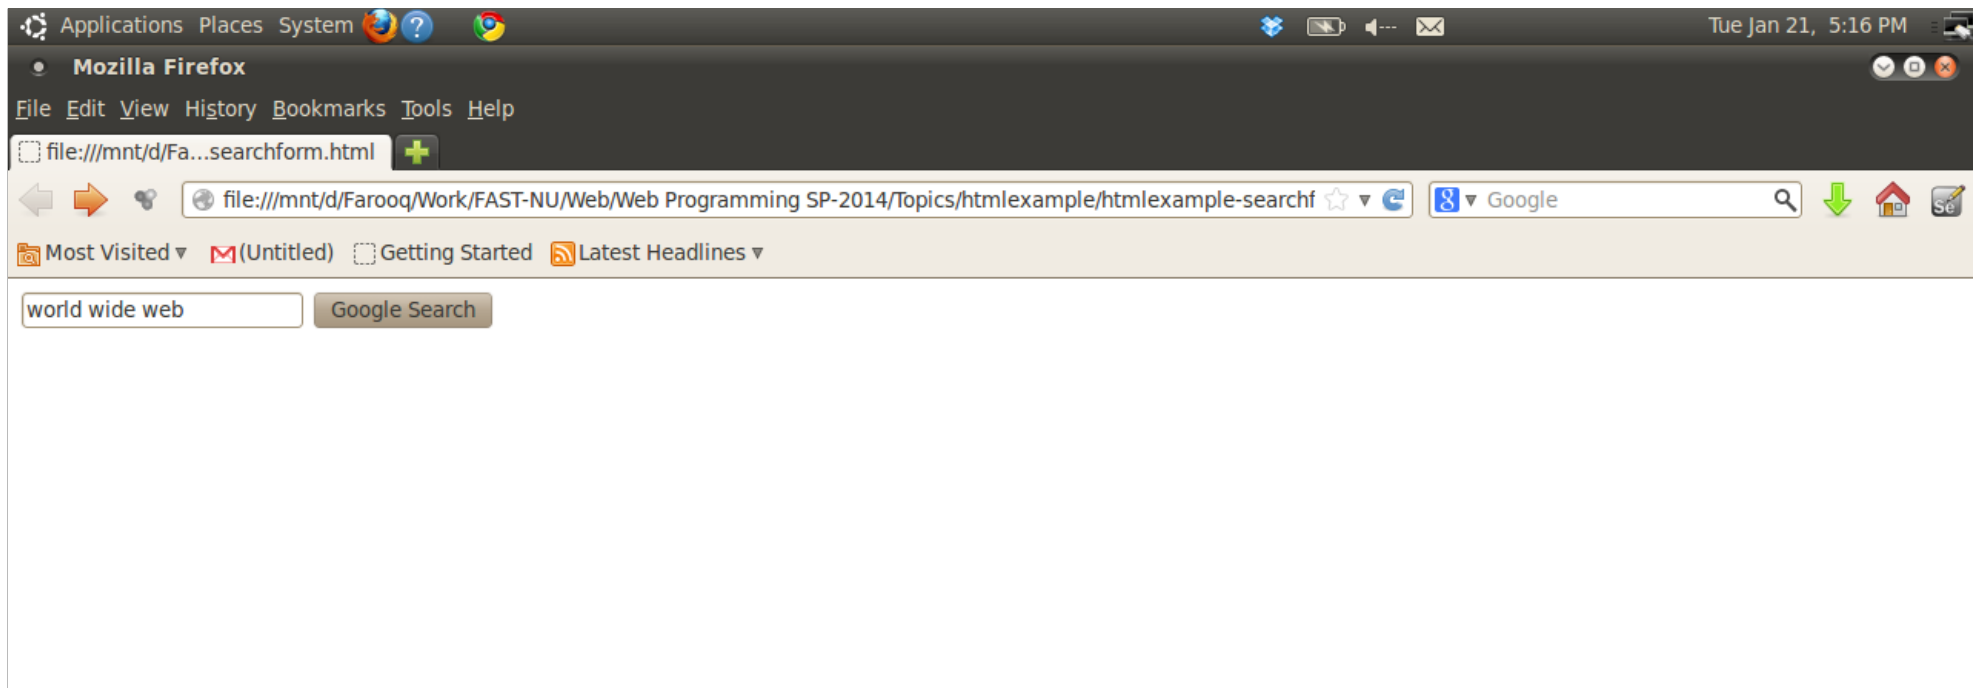 Applications Places System ? Tue Jan 21, 5:16 PM
Mozilla Firefox
File Edit View History Bookmarks Tools Help
file:///mnt/d/Fa...searchform.html
file:///mnt/d/Farooq/Work/FAST-NU/Web/Web Programming SP-2014/Topics/htmlexample/htmlexample-searchf 8 Google Se
Most Visited (Untitled) Getting Started Latest Headlines
world wide web Google Search